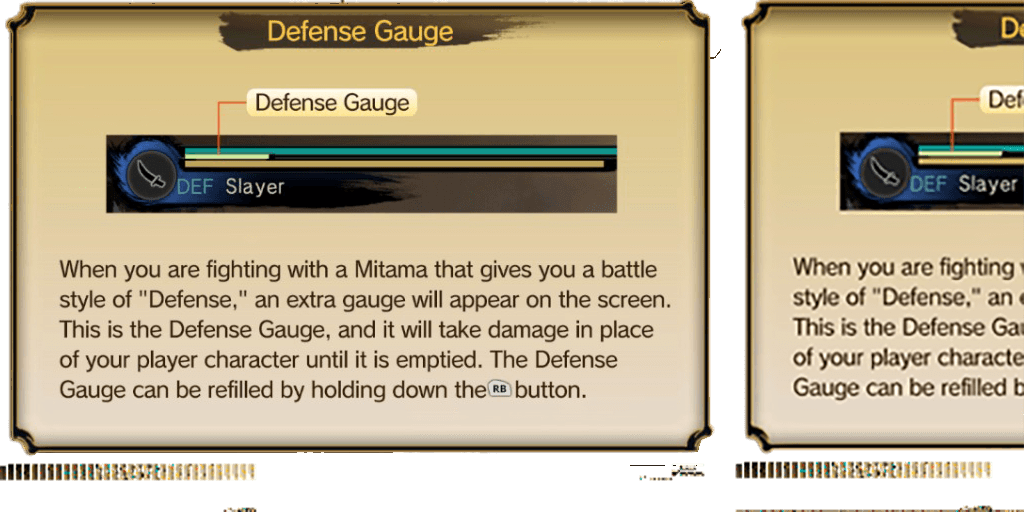 Defense Gauge
Defense Gauge
DEF Slayer
When you are fighting with a Mitama that gives you a battle
style of "Defense," an extra gauge will appear on the screen.
This is the Defense Gauge, and it will take damage in place
of your player character until it is emptied. The Defense
Gauge can be refilled by holding down the RB button.
De
Defe
DEF Slayer
When you are fighting
style of "Defense," an
This is the Defense Gau
of your player characte
Gauge can be refilled b